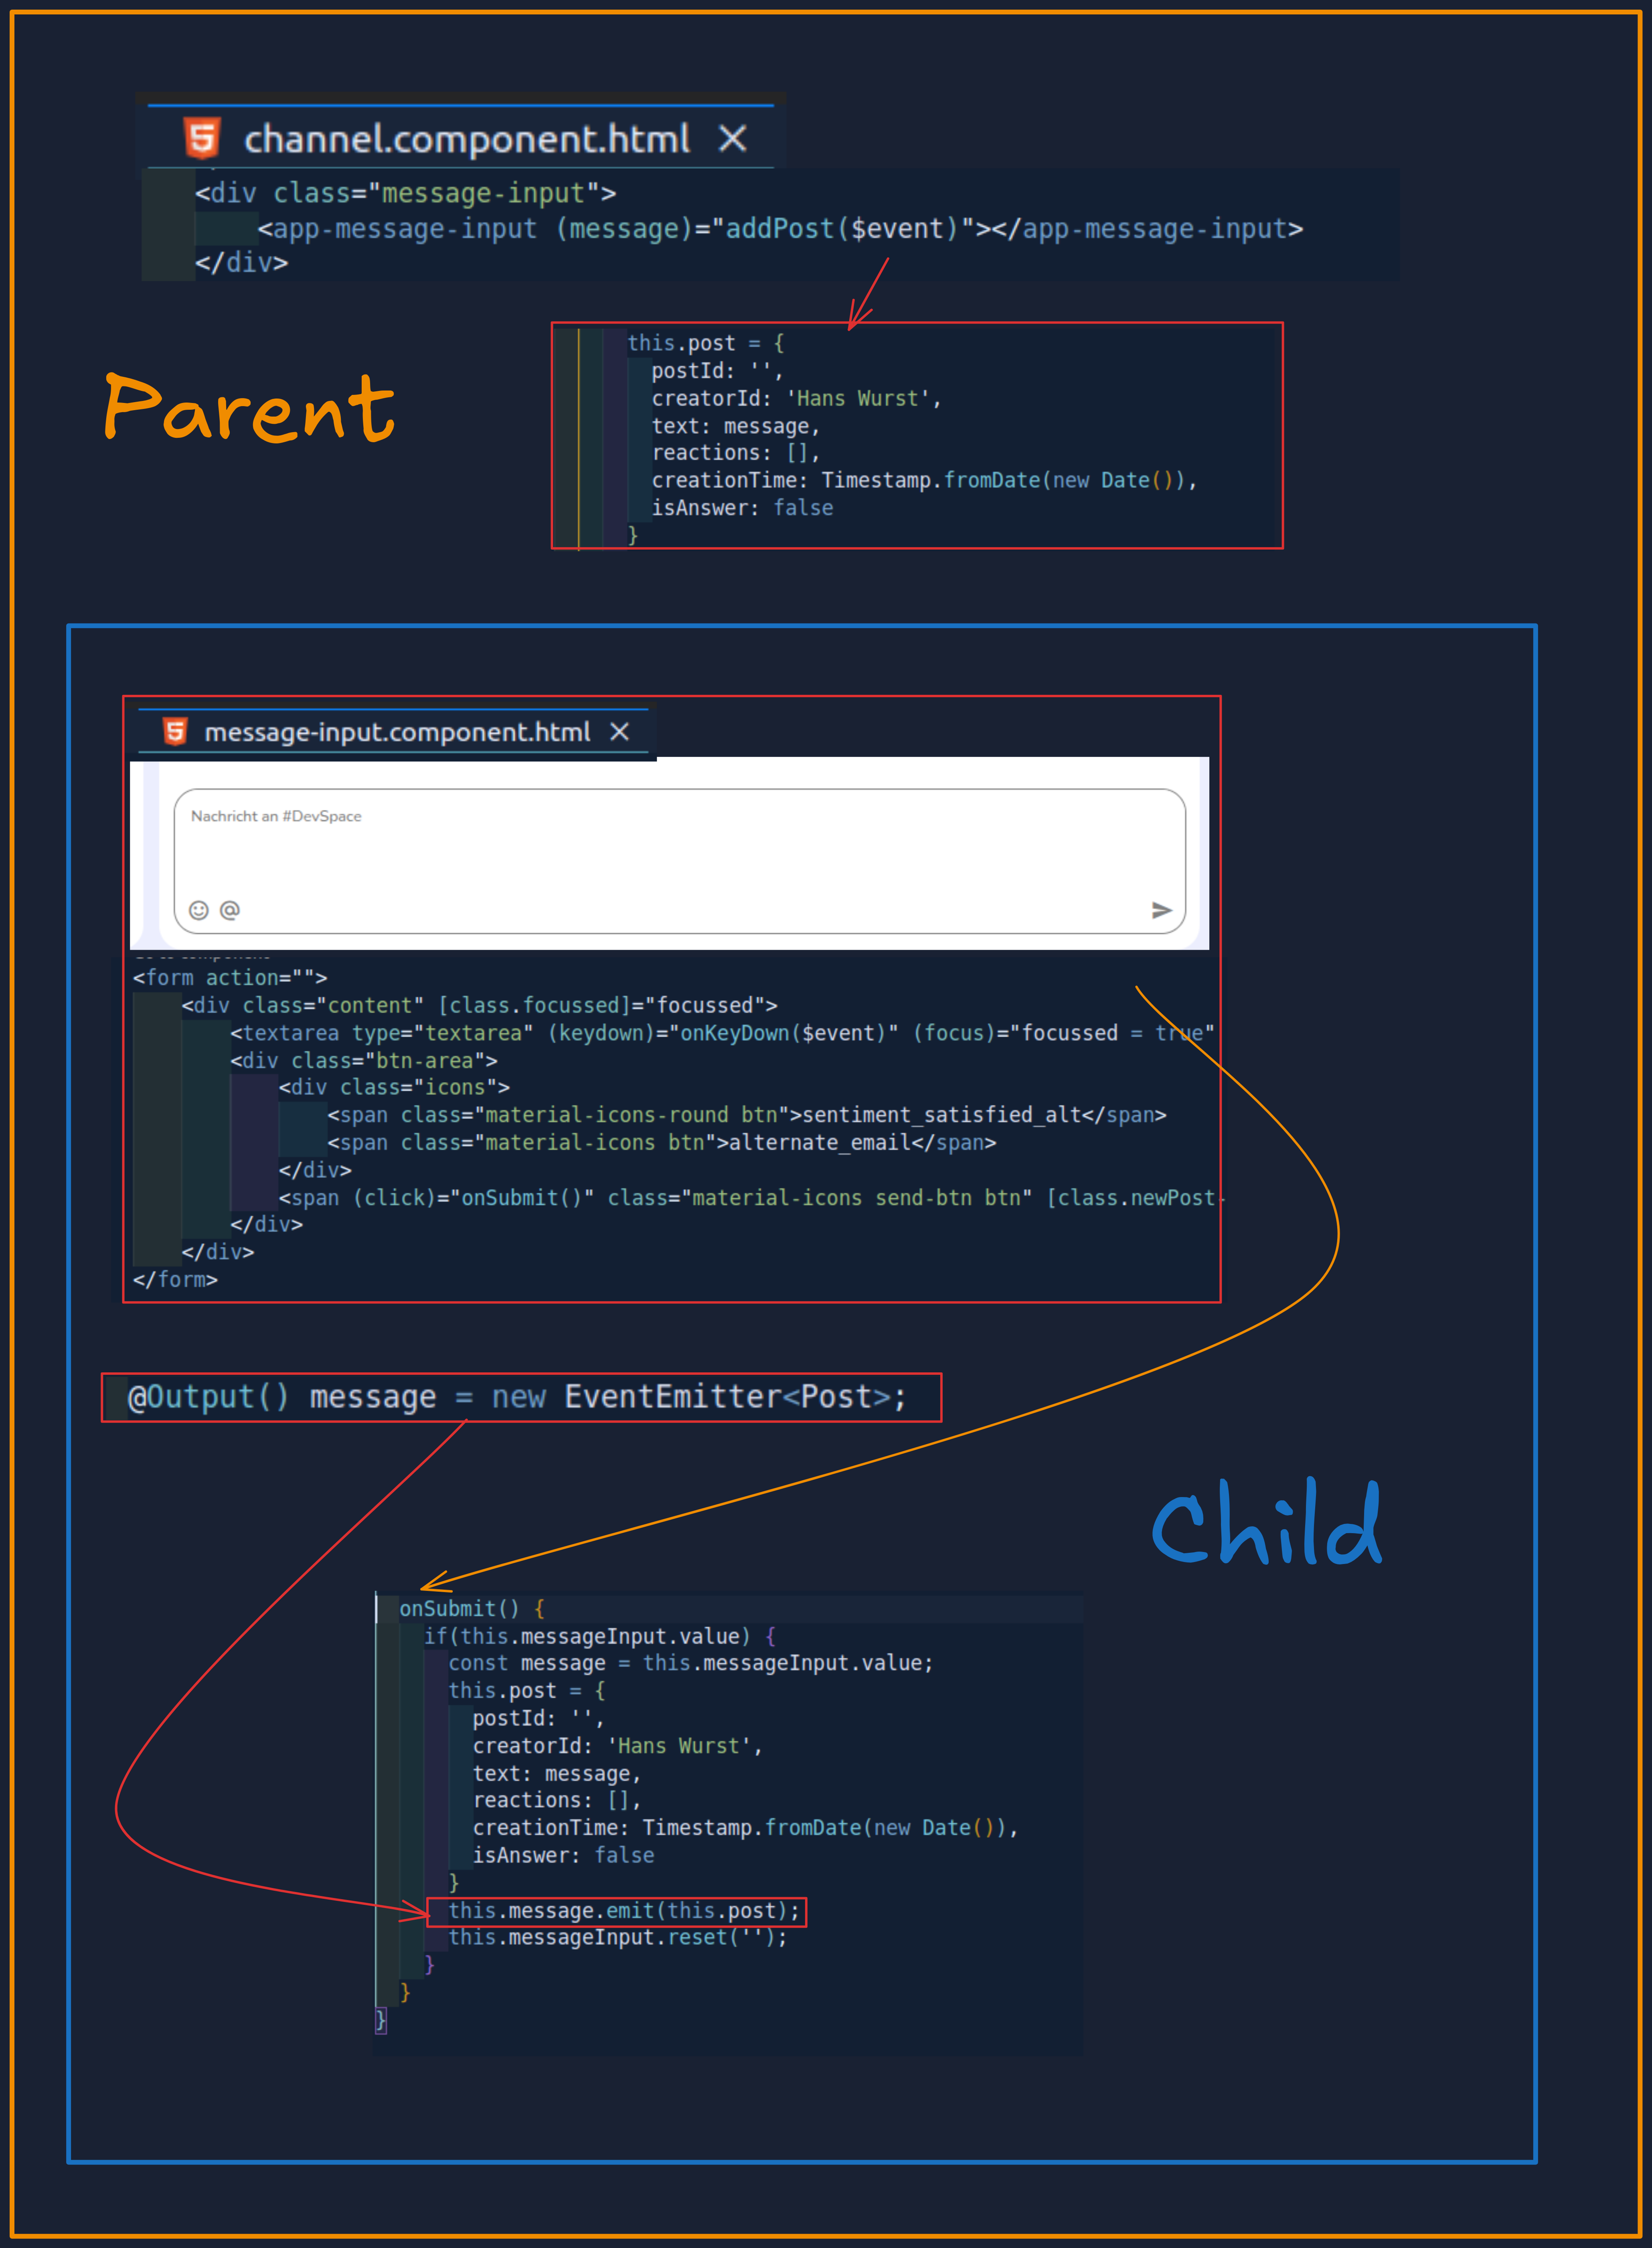 channel.component.html
<div class="message-input">
<app-message-input (message)="addPost($event)"></app-message-input>
</div>
Parent
this.post = {
postId: '',
creatorId: 'Hans Wurst',
text: message,
reactions: [],
creationTime: Timestamp.fromDate(new Date()),
isAnswer: false
}
message-input.component.html
Nachricht an #DevSpace
<form action="">
<div class="content" [class.focussed]="focussed">
<textarea type="textarea" (keydown)="onKeyDown($event)" (focus)="focussed = true"
<div class="btn-area">
<div class="icons">
<span class="material-icons-round btn">sentiment_satisfied_alt</span>
<span class="material-icons btn">alternate_email</span>
</div>
<span (click)="onSubmit()" class="material-icons send-btn btn" [class.newPost-
</div>
</div>
</form>
@Output() message = new EventEmitter<Post>;
Child
onSubmit() {
if(this.messageInput.value) {
const message = this.messageInput.value;
this.post = {
postId: '',
creatorId: 'Hans Wurst',
text: message,
reactions: [],
creationTime: Timestamp.fromDate(new Date()),
isAnswer: false
}
this.message.emit(this.post);
this.messageInput.reset('');
}
}
}